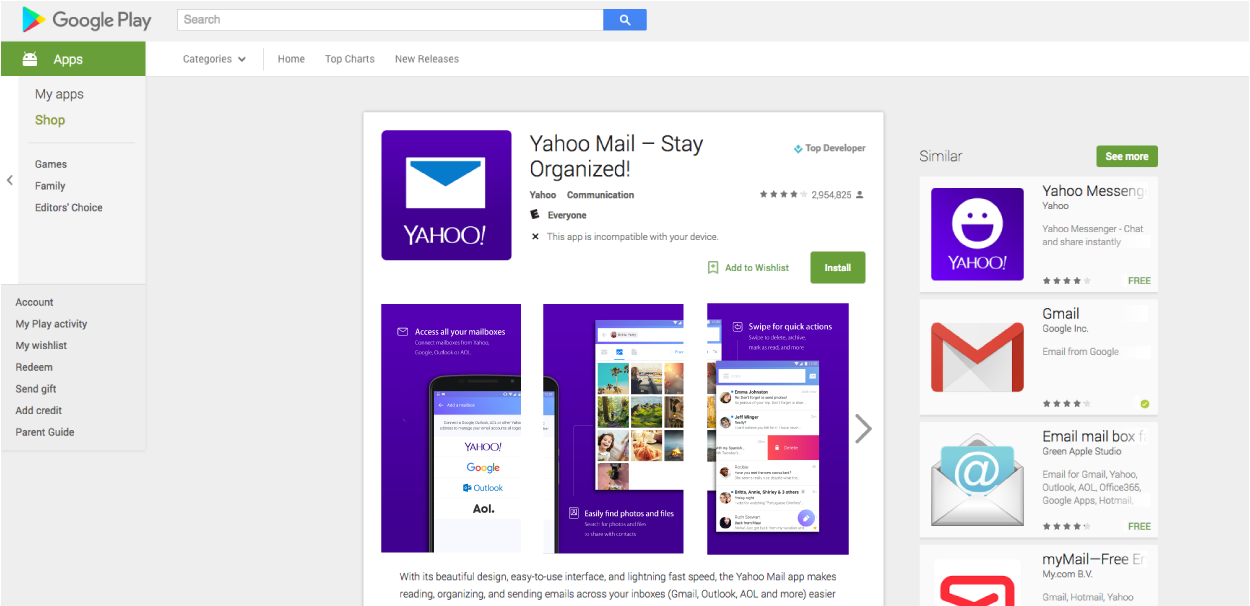 Google Play
Search
Apps
Categories
Home
Top Charts
New Releases
My apps
Shop
Games
Family
Editors' Choice
Account
My Play activity
My wishlist
Redeem
Send gift
Add credit
Parent Guide
YAHOO!
Yahoo Mail – Stay
Organized!
Top Developer
Yahoo Communication
2,954,825
Everyone
This app is incompatible with your device.
Add to Wishlist
Install
Access all your mailboxes
Connect mailboxes from Yahoo,
Google, Outlook or AOL.
Add a mailbox
YAHOO!
Google
Outlook
Aol.
Easily find photos and files
Search for photos and files
to share with contacts
Swipe for quick actions
Swipe to delete, archive,
mark as read, and more
Emma Johnston
Jeff Winger
Really?
Delete
Robbie
Britta, Annie, Shirley & 3 others
Friday night
Ruth Stewart
With its beautiful design, easy-to-use interface, and lightning fast speed, the Yahoo Mail app makes
reading, organizing, and sending emails across your inboxes (Gmail, Outlook, AOL and more) easier
Similar
See more
YAHOO!
Yahoo Messeng
Yahoo
Yahoo Messenger - Chat
and share instantly
FREE
Gmail
Google Inc.
Email from Google
Email mail box f
Green Apple Studio
Email for Gmail, Yahoo,
Outlook, AOL, Office365,
Google Apps, Hotmail,
FREE
myMail—Free E
My.com B.V.
Gmail, Hotmail, Yahoo